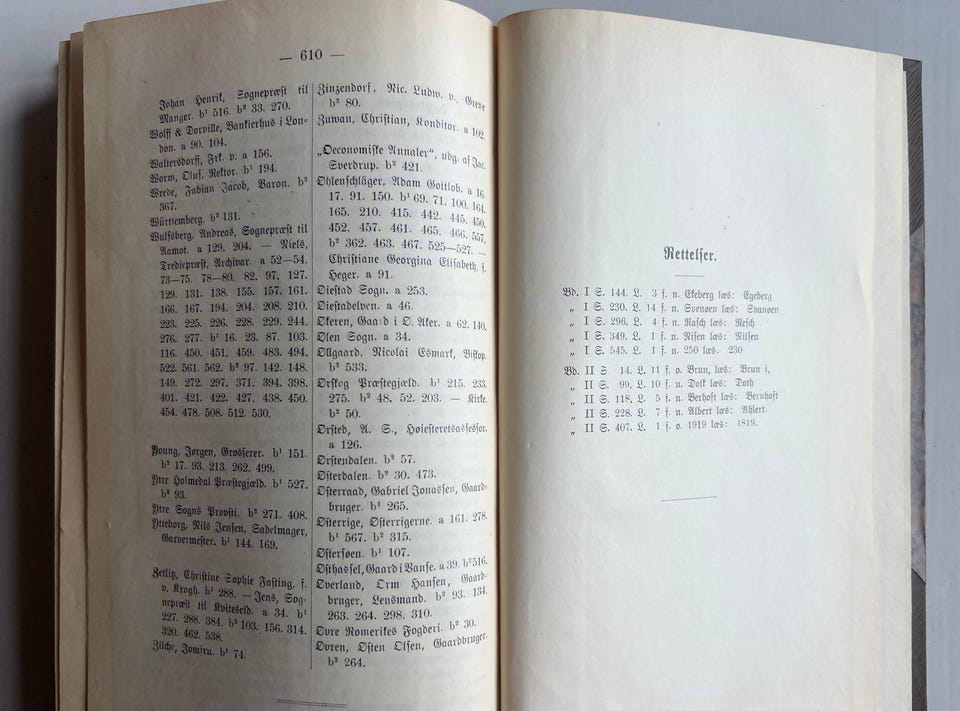 — 610 —
Johan Henrik, Sognepræst til
Manger. b¹ 516. b² 33. 270.
Wolff & Dorville, Bankierhus i Lon-
don. a 90. 104.
Waltersdorff, Frk. v. a 156.
Worm, Oluf, Rektor. b¹ 194.
Wrede, Fabian Jacob, Baron. b²
367.
Württemberg. b² 131.
Wulfsberg, Andreas, Sognepræst til
Ramot. a 129. 204. — Niels,
Tredieprest, Archivar. a 52—54.
73—75. 78—80. 82. 97. 127.
129. 131. 138. 155. 157. 161.
166. 167. 194. 204. 208. 210.
223. 225. 226. 228. 229. 244.
276. 277. b¹ 16. 23. 87. 103.
116. 450. 451. 459. 483. 494.
522. 561. 562. b² 97. 142. 148.
149. 272. 297. 371. 394. 398.
401. 421. 422. 427. 438. 450.
454. 478. 508. 512. 530.
Young, Jørgen, Grosserer. b¹ 151.
b² 17. 93. 213. 262. 499.
Ytre Holmedal Præstegjæld. b¹ 527.
b² 93.
Ytre Sogns Provsti. b² 271. 408.
Ytteborg, Nils Jensen, Sadelmager,
Garvermester. b¹ 144. 169.
Zetlitz, Christine Sophie Fasting, f.
v. Krogh. b¹ 288. — Jens, Sog-
nepræst til Kviteseid. a 34. b¹
227. 288. 384. b² 103. 156. 314.
320. 462. 538.
Zilche, Jomfru. b¹ 74.
Zinzendorf, Nic. Ludw. v., Greve
b² 80.
Zuwan, Christian, Konditor. a 102.
„Oeconomiske Annaler“, udg. af Jac.
Sverdrup. b² 421.
Øhlenschläger, Adam Gottlob. a 16.
17. 91. 150. b¹ 69. 71. 100. 164.
165. 210. 415. 442. 445. 450.
452. 457. 461. 465. 466. 557.
b² 362. 463. 467. 525—527. —
Christiane Georgina Elisabeth, f.
Heger. a 91.
Øiestad Sogn. a 253.
Øiestadelven. a 46.
Økeren, Gaard i Ø. Aker. a 62. 140.
Ølen Sogn. a 34.
Øllgaard, Nicolai Esmark, Biskop.
b² 533.
Ørskog Præstegjæld. b¹ 215. 233.
275. b² 48. 52. 203. — Kirke.
b² 50.
Ørsted, A. S., Høiesteretsassessor.
a 126.
Ørstendalen. b² 57.
Østerdalen. b² 30. 473.
Østerraad, Gabriel Jonassen, Gaard-
bruger. b¹ 265.
Østerrige, Østerrigerne. a 161. 278.
b¹ 567. b² 315.
Østersøen. b¹ 107.
Østhassel, Gaard i Vanse. a 39. b² 516.
Øverland, Orm Hansen, Gaard-
bruger, Lensmand. b² 93. 134.
263. 264. 298. 310.
Øvre Romerikes Fogderi. b² 30.
Øvren, Østen Olsen, Gaardbruger.
b² 264.
Rettelser.
Bd. I S. 144. L. 3 f. n. Ekeberg læs: Egeberg
„ I S. 230. L. 14 f. n. Svenøen læs: Svanøen
„ I S. 296. L. 4 f. n. Rasch læs: Resch
„ I S. 349. L. 1 f. n. Nisen læs: Nilsen
„ I S. 545. L. 1 f. n. 250 læs. 230
Bd. II S 14. L. 11 f. o. Brun, læs: Brun i,
„ II S. 99. L. 10 f. n. Dolk læs: Doth
„ II S. 118. L. 5 f. n. Berhoft læs: Bernhoft
„ II S. 228. L. 7 f. n. Albert læs: Ahlert.
„ II S. 407. L. 1 f. o. 1919 læs: 1819.